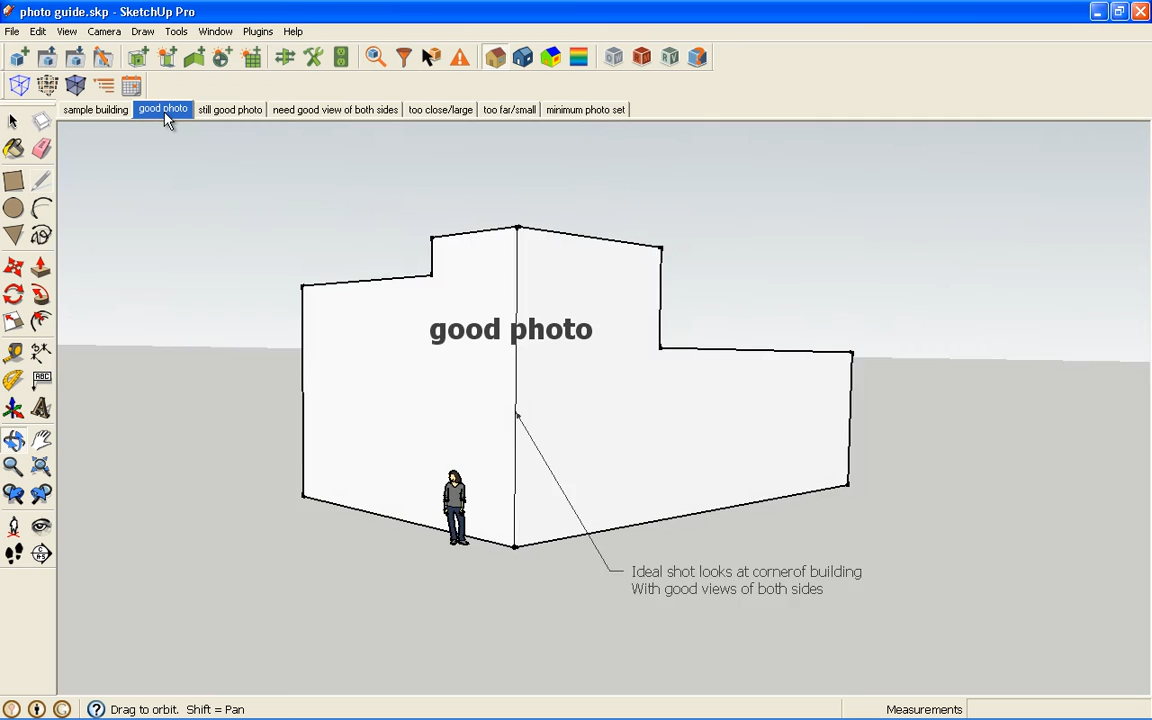 photo guide.skp - SketchUp Pro
File Edit View Camera Draw Tools Window Plugins Help
sample building good photo still good photo need good view of both sides too close/large too far/small minimum photo set
good photo
ABC
Ideal shot looks at cornerof building
With good views of both sides
Drag to orbit. Shift = Pan
Measurements